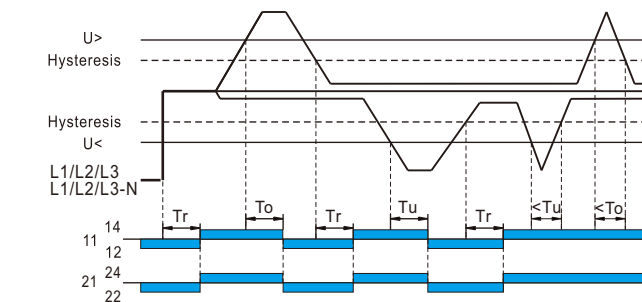 U>
Hysteresis
Hysteresis
U<
L1/L2/L3
L1/L2/L3-N
Tr To Tr Tu Tr <Tu <To
14
11
12
24
21
22